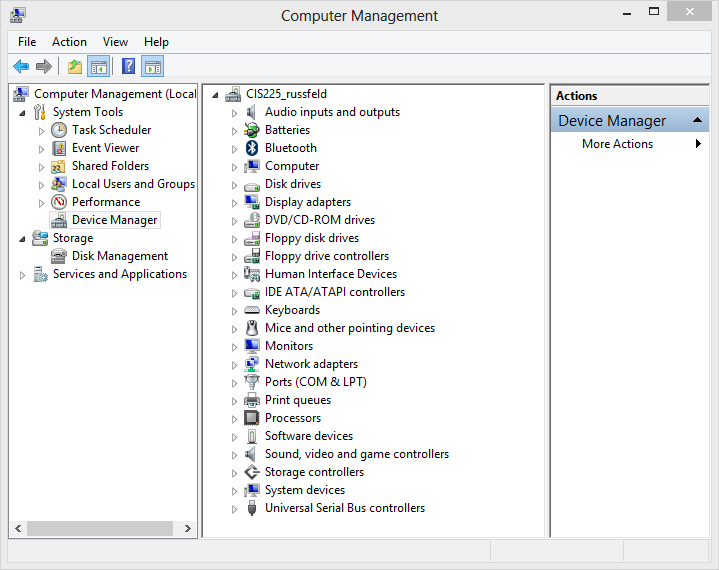 Computer Management
File Action View Help
Computer Management (Local
System Tools
Task Scheduler
Event Viewer
Shared Folders
Local Users and Groups
Performance
Device Manager
Storage
Disk Management
Services and Applications
CIS225_russfeld
Audio inputs and outputs
Batteries
Bluetooth
Computer
Disk drives
Display adapters
DVD/CD-ROM drives
Floppy disk drives
Floppy drive controllers
Human Interface Devices
IDE ATA/ATAPI controllers
Keyboards
Mice and other pointing devices
Monitors
Network adapters
Ports (COM & LPT)
Print queues
Processors
Software devices
Sound, video and game controllers
Storage controllers
System devices
Universal Serial Bus controllers
Actions
Device Manager
More Actions